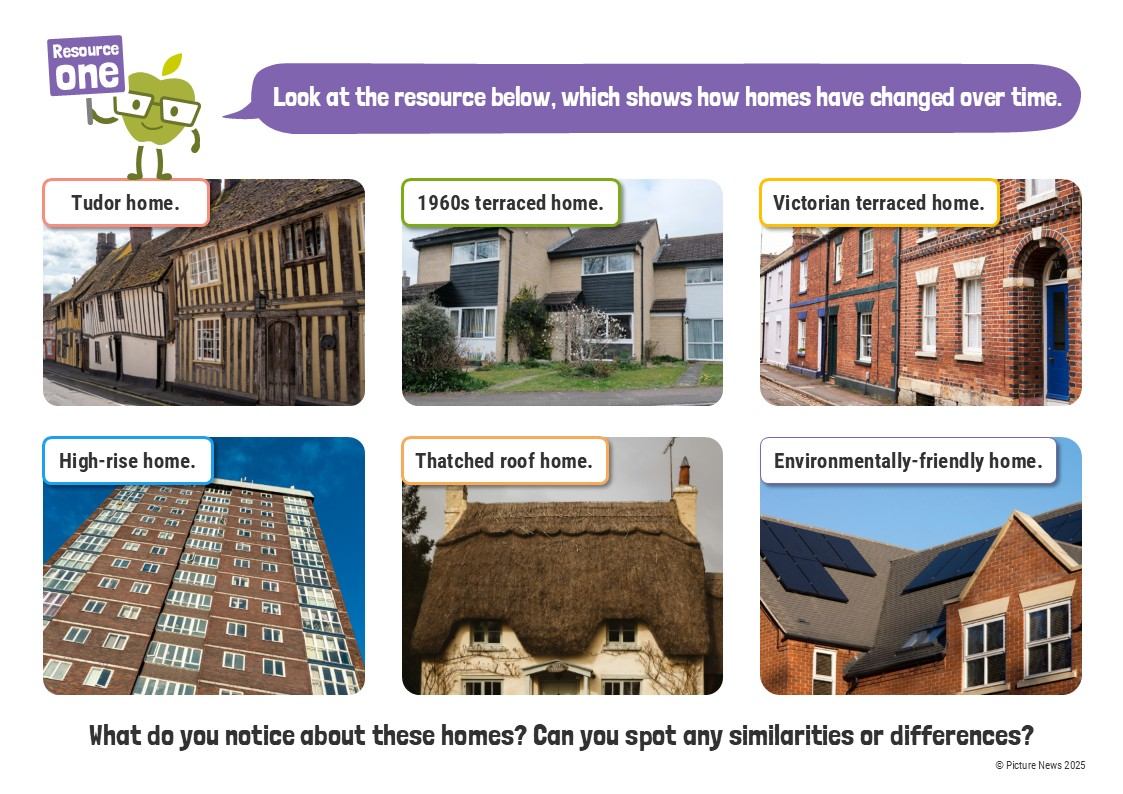 Resource
one
Look at the resource below, which shows how homes have changed over time.
Tudor home.
1960s terraced home.
Victorian terraced home.
High-rise home.
Thatched roof home.
Environmentally-friendly home.
What do you notice about these homes? Can you spot any similarities or differences?
© Picture News 2025